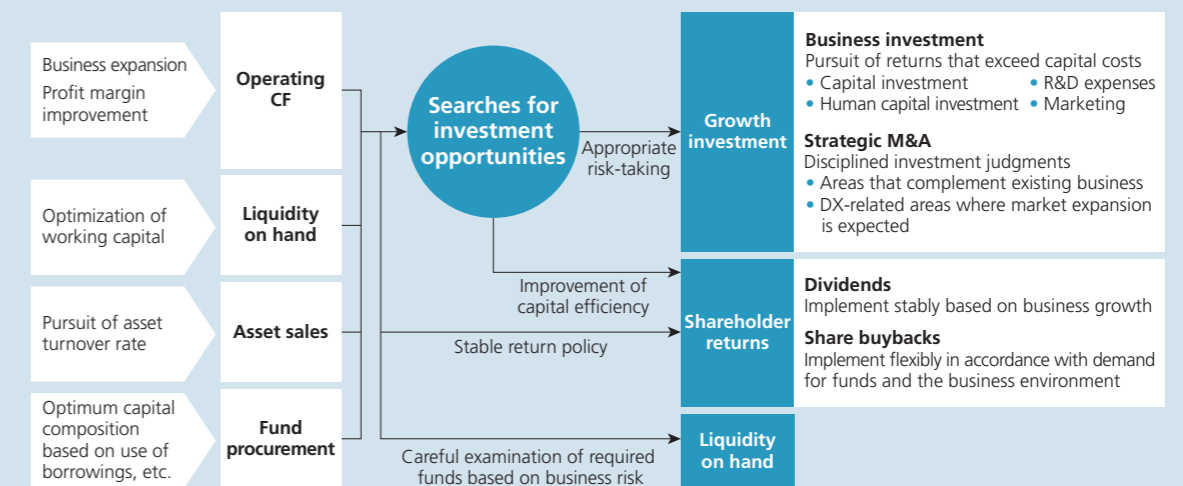 Business expansion
Profit margin
improvement
Operating
CF
Optimization of
working capital
Liquidity
on hand
Pursuit of asset
turnover rate
Asset sales
Optimum capital
composition
based on use of
borrowings, etc.
Fund
procurement
Searches for
investment
opportunities
Appropriate
risk-taking
Improvement of
capital efficiency
Stable return policy
Careful examination of required
funds based on business risk
Growth
investment
Business investment
Pursuit of returns that exceed capital costs
• Capital investment • R&D expenses
• Human capital investment • Marketing
Strategic M&A
Disciplined investment judgments
• Areas that complement existing business
• DX-related areas where market expansion
is expected
Shareholder
returns
Dividends
Implement stably based on business growth
Share buybacks
Implement flexibly in accordance with demand
for funds and the business environment
Liquidity
on hand